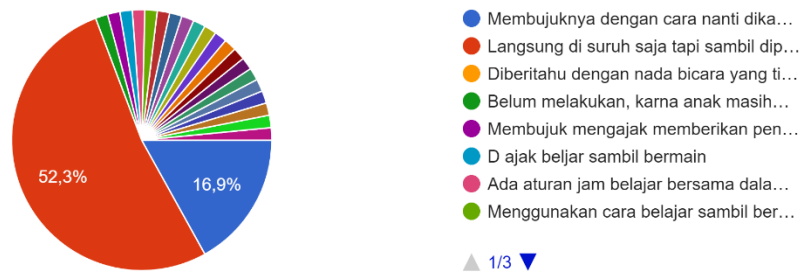 52,3%
16,9%
Membujuknya dengan cara nanti dika…
Langsung di suruh saja tapi sambil dip…
Diberitahu dengan nada bicara yang ti…
Belum melakukan, karna anak masih…
Membujuk mengajak memberikan pen…
D ajak beljar sambil bermain
Ada aturan jam belajar bersama dala…
Menggunakan cara belajar sambil ber…
1/3